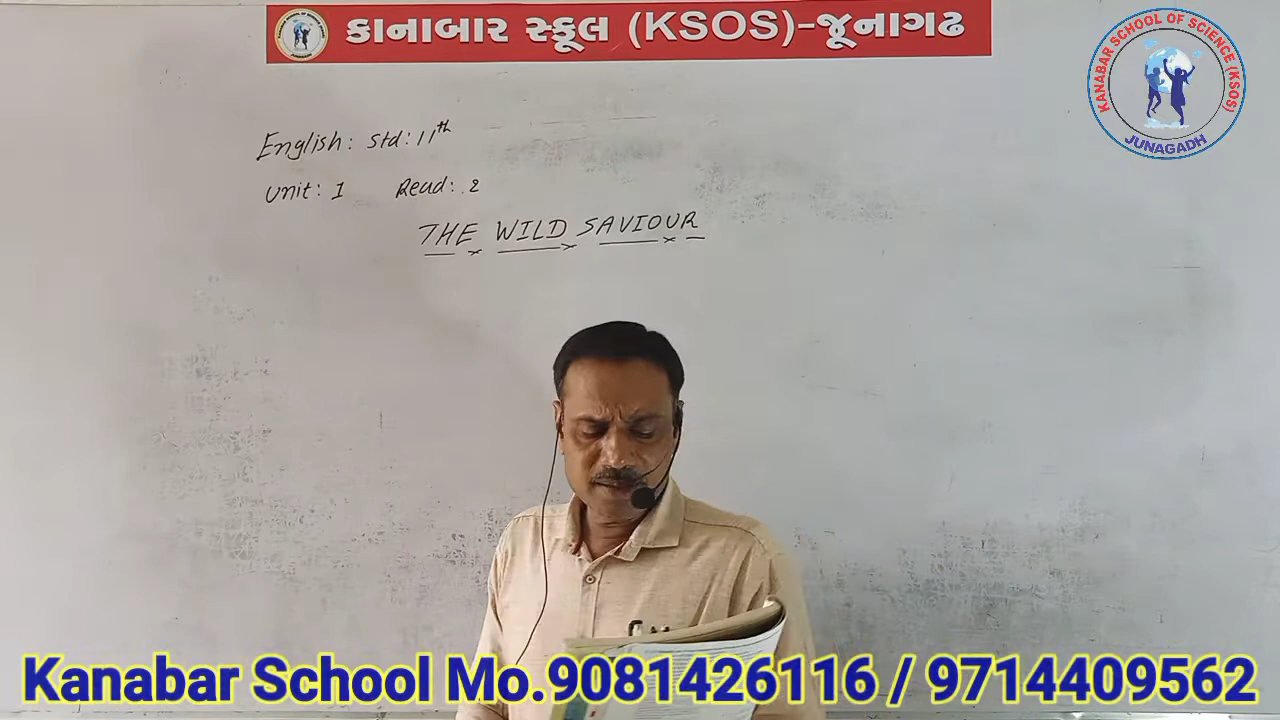 કાનાબાર સ્કૂલ (KSOS)-જૂનાગઢ
KANABAR SCHOOL OF SCIENCE (KSOS)
JUNAGADH
English: Std: 11th
Unit: 1 Read: 2
THE WILD SAVIOUR
Kanabar School Mo.9081426116 / 9714409562